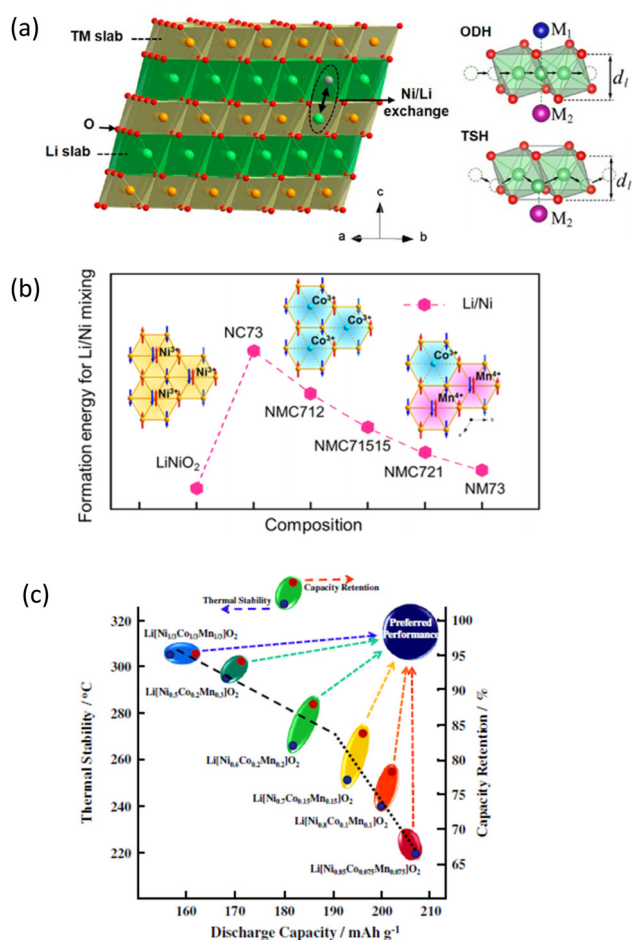 (a)
TM slab
O
Li slab
Ni/Li
exchange
c
a
b
ODH
M1
dl
M2
TSH
dl
M2
(b)
Formation energy for Li/Ni mixing
Li/Ni
Ni3+
Ni3+
Ni3+
Co3+
Co3+
Co3+
Co3+
Mn4+
Mn4+
LiNiO2
NC73
NMC712
NMC71515
NMC721
NM73
Composition
(c)
Thermal Stability
Capacity Retention
Preferred
Performance
Thermal Stability / °C
320
300
280
260
240
220
Li[Ni1/3Co1/3Mn1/3]O2
Li[Ni0.5Co0.2Mn0.3]O2
Li[Ni0.6Co0.2Mn0.2]O2
Li[Ni0.7Co0.15Mn0.15]O2
Li[Ni0.8Co0.1Mn0.1]O2
Li[Ni0.85Co0.075Mn0.075]O2
100
95
90
85
80
75
70
65
Capacity Retention / %
160 170 180 190 200 210
Discharge Capacity / mAh g-1